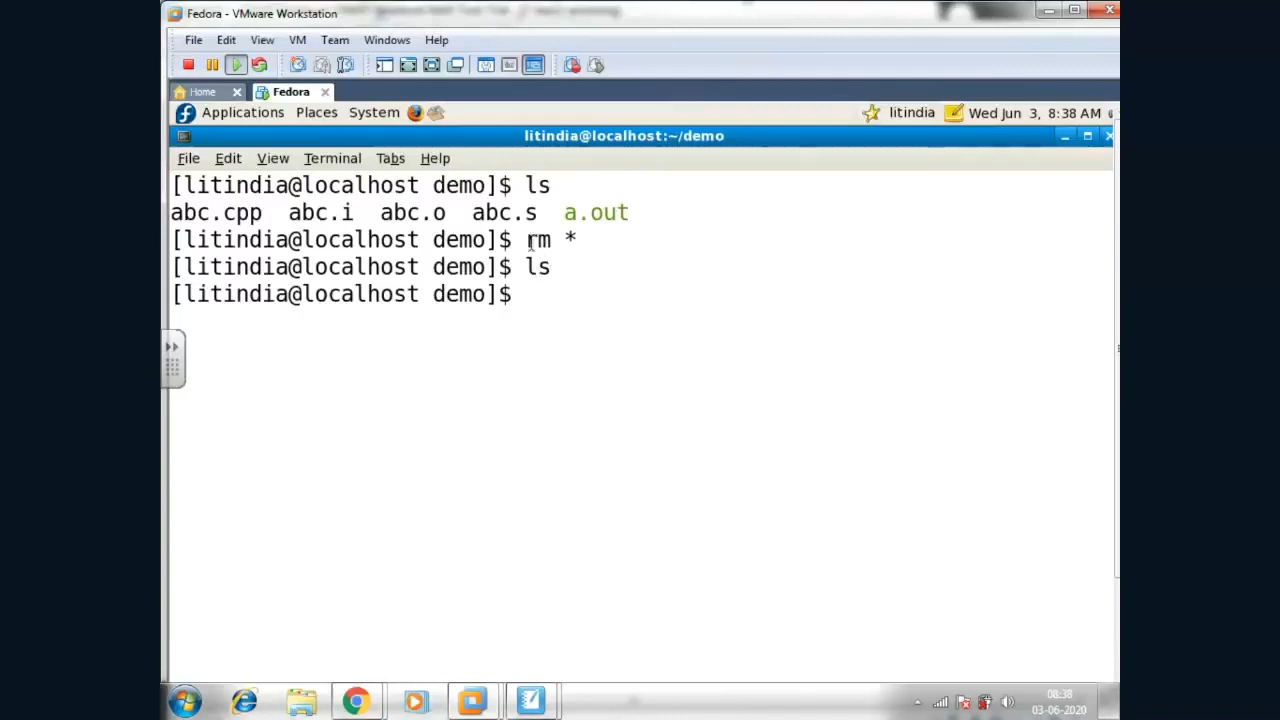 Fedora - VMware Workstation
File Edit View VM Team Windows Help
Home Fedora
Applications Places System litindia Wed Jun 3, 8:38 AM
litindia@localhost:~/demo
File Edit View Terminal Tabs Help
[litindia@localhost demo]$ ls
abc.cpp abc.i abc.o abc.s a.out
[litindia@localhost demo]$ rm *
[litindia@localhost demo]$ ls
[litindia@localhost demo]$
08:38
03-06-2020